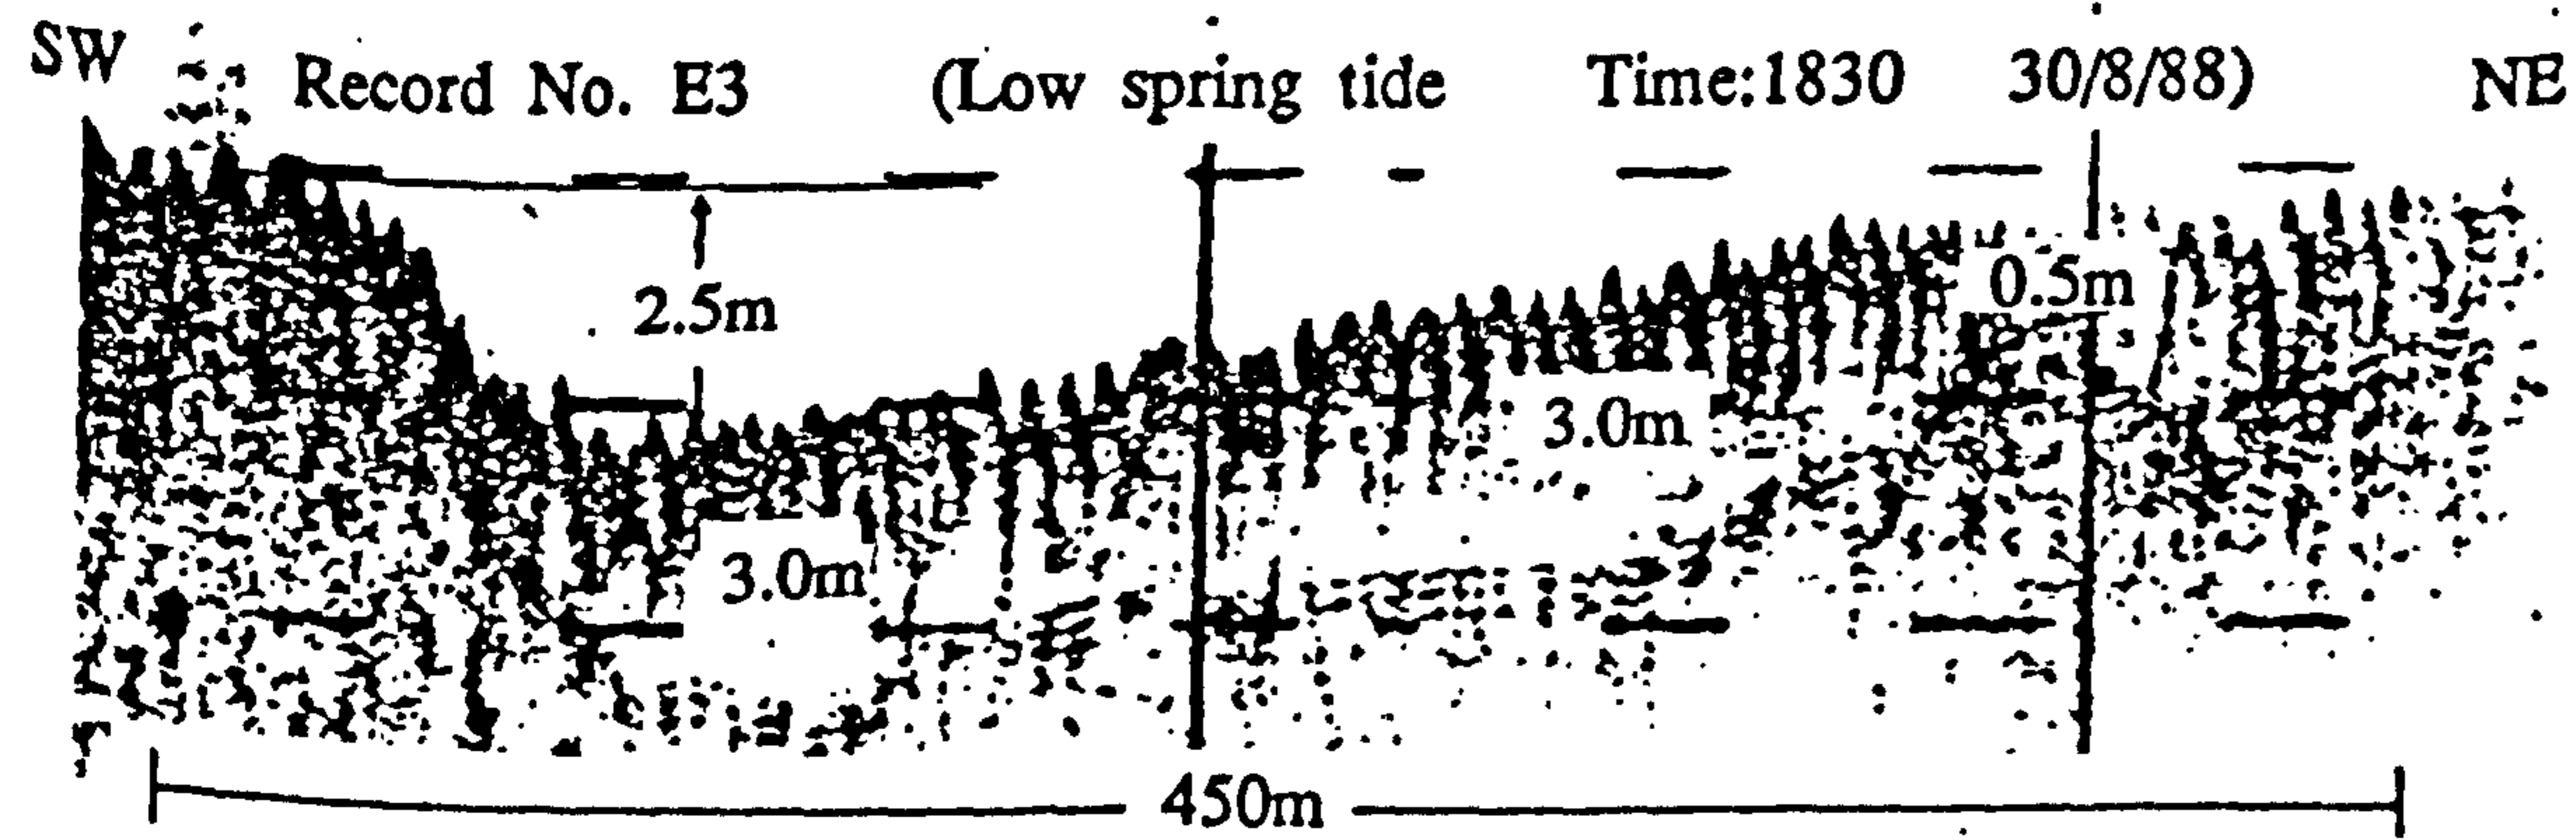 SW Record No. E3 (Low spring tide Time:1830 30/8/88) NE
2.5m
0.5m
3.0m
3.0m
450m